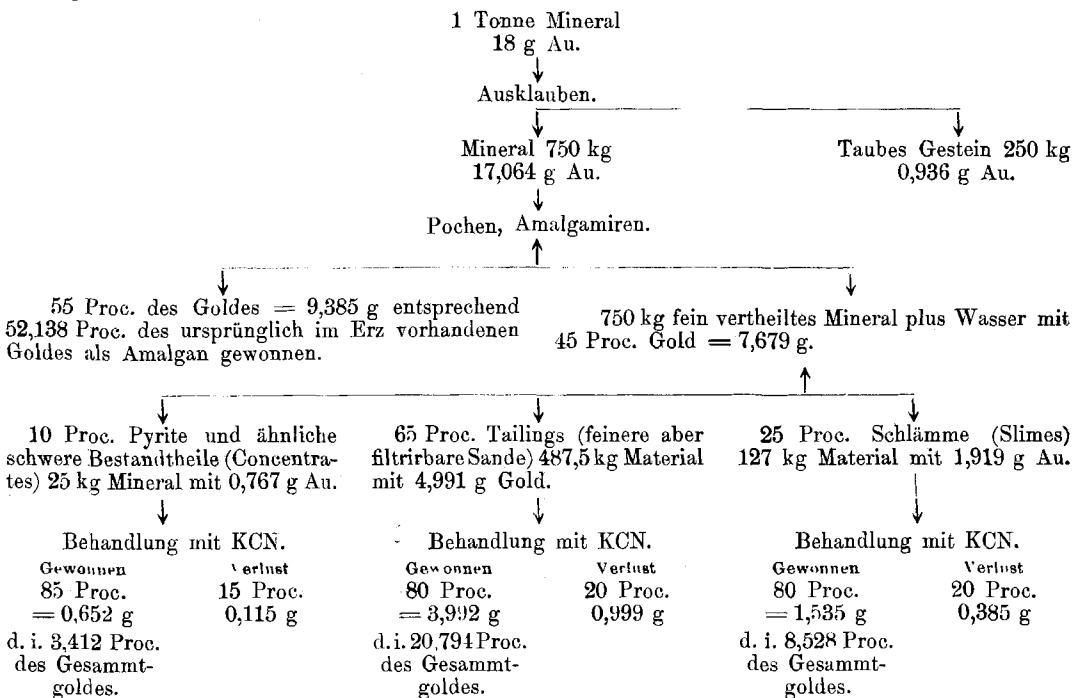 1 Tonne Mineral
18 g Au.
Ausklauben.
Mineral 750 kg
17,064 g Au.
Taubes Gestein 250 kg
0,936 g Au.
Pochen, Amalgamiren.
55 Proc. des Goldes = 9,385 g entsprechend
52,138 Proc. des ursprünglich im Erz vorhandenen
Goldes als Amalgan gewonnen.
750 kg fein vertheiltes Mineral plus Wasser mit
45 Proc. Gold = 7,679 g.
10 Proc. Pyrite und ähnliche
schwere Bestandtheile (Concentra-
tes) 25 kg Mineral mit 0,767 g Au.
65 Proc. Tailings (feinere aber
filtrirbare Sande) 487,5 kg Material
mit 4,991 g Gold.
25 Proc. Schlämme (Slimes)
127 kg Material mit 1,919 g Au.
Behandlung mit KCN.
Gewonnen Verlust
85 Proc. 15 Proc.
= 0,652 g 0,115 g
d. i. 3,412 Proc.
des Gesammt-
goldes.
Behandlung mit KCN.
Gewonnen Verlust
80 Proc. 20 Proc.
= 3,992 g 0,999 g
d. i. 20,794 Proc.
des Gesammt-
goldes.
Behandlung mit KCN.
Gewonnen Verlust
80 Proc. 20 Proc.
= 1,535 g 0,385 g
d. i. 8,528 Proc.
des Gesammt-
goldes.